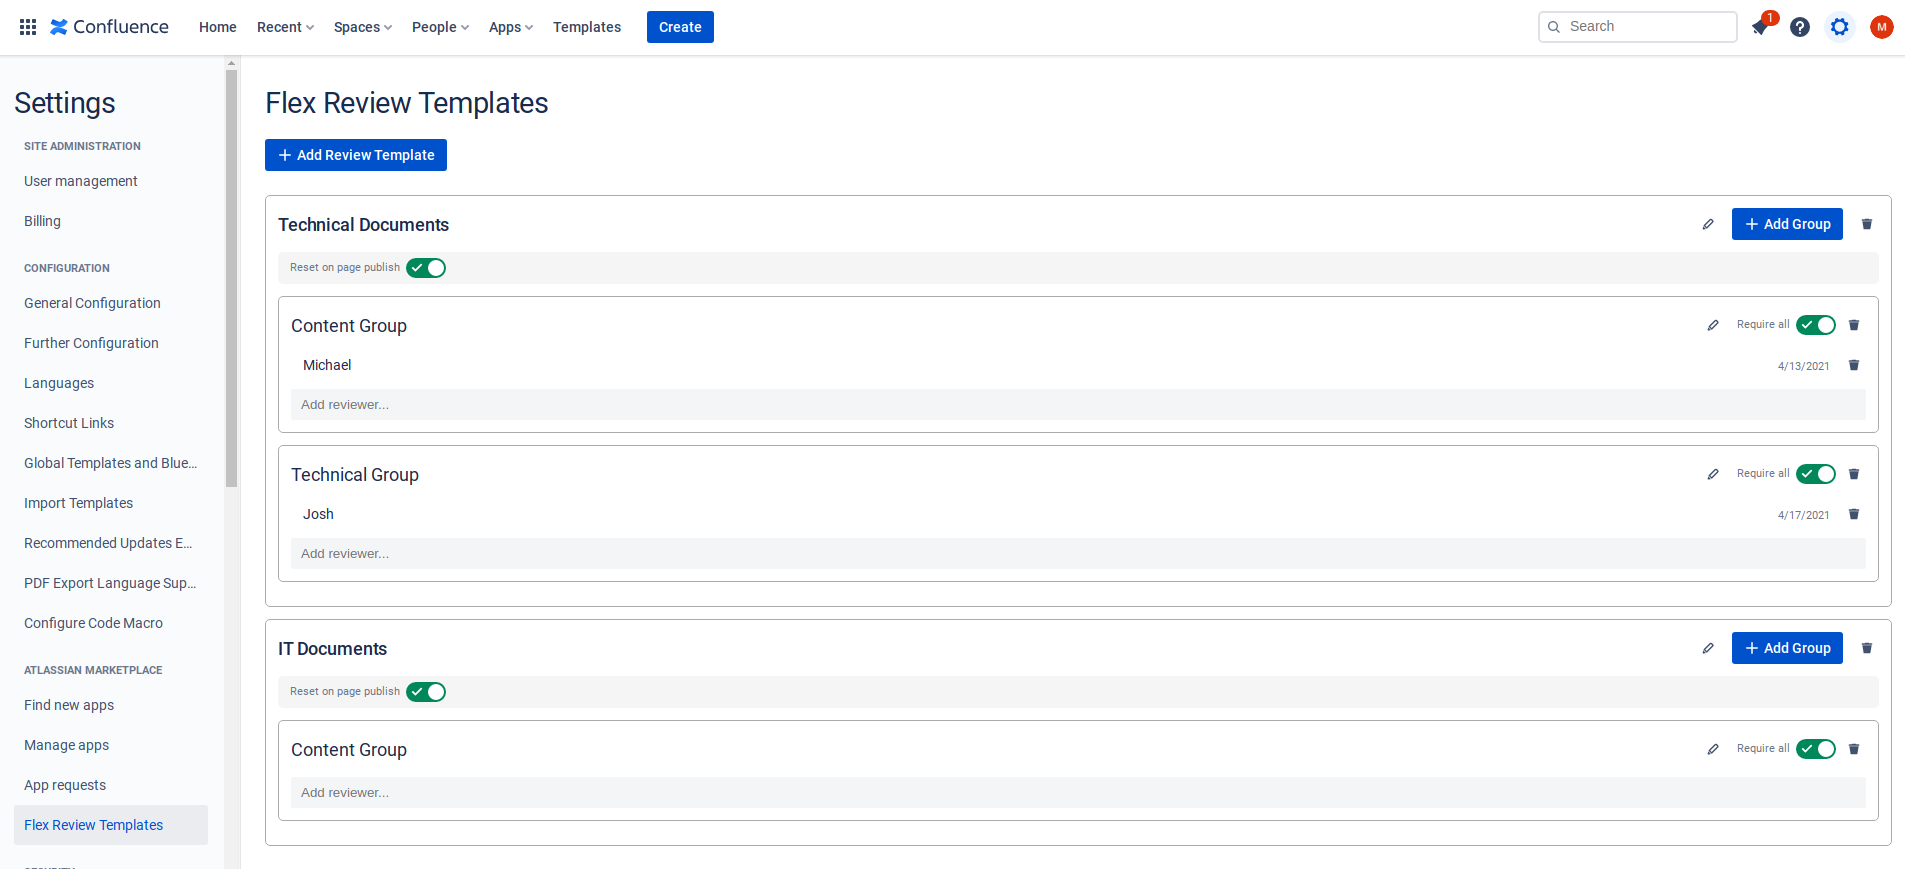 Confluence Home Recent Spaces People Apps Templates Create Search 1 M
Settings
SITE ADMINISTRATION
User management
Billing
CONFIGURATION
General Configuration
Further Configuration
Languages
Shortcut Links
Global Templates and Blue...
Import Templates
Recommended Updates E...
PDF Export Language Sup...
Configure Code Macro
ATLASSIAN MARKETPLACE
Find new apps
Manage apps
App requests
Flex Review Templates
Flex Review Templates
Add Review Template
Technical Documents Add Group
Reset on page publish
Content Group Require all
Michael 4/13/2021
Add reviewer...
Technical Group Require all
Josh 4/17/2021
Add reviewer...
IT Documents Add Group
Reset on page publish
Content Group Require all
Add reviewer...